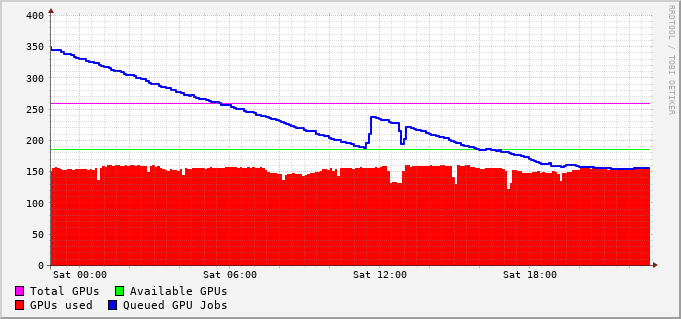 400
350
300
250
200
150
100
50
0
Sat 00:00 Sat 06:00 Sat 12:00 Sat 18:00
Total GPUs Available GPUs
GPUs used Queued GPU Jobs
RRDTOOL / TOBI OETIKER